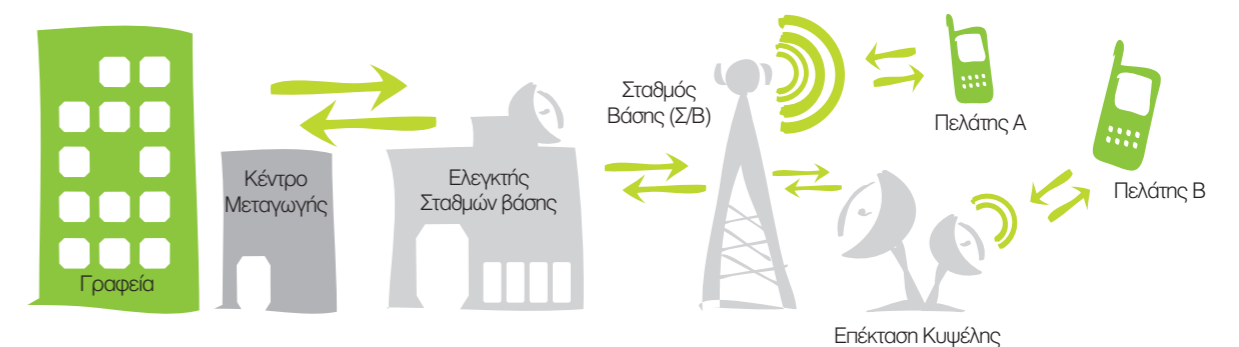 Γραφεία
Κέντρο
Μεταγωγής
Ελεγκτής
Σταθμών βάσης
Σταθμός
Βάσης (Σ/Β)
Πελάτης Α
Πελάτης Β
Επέκταση Κυψέλης